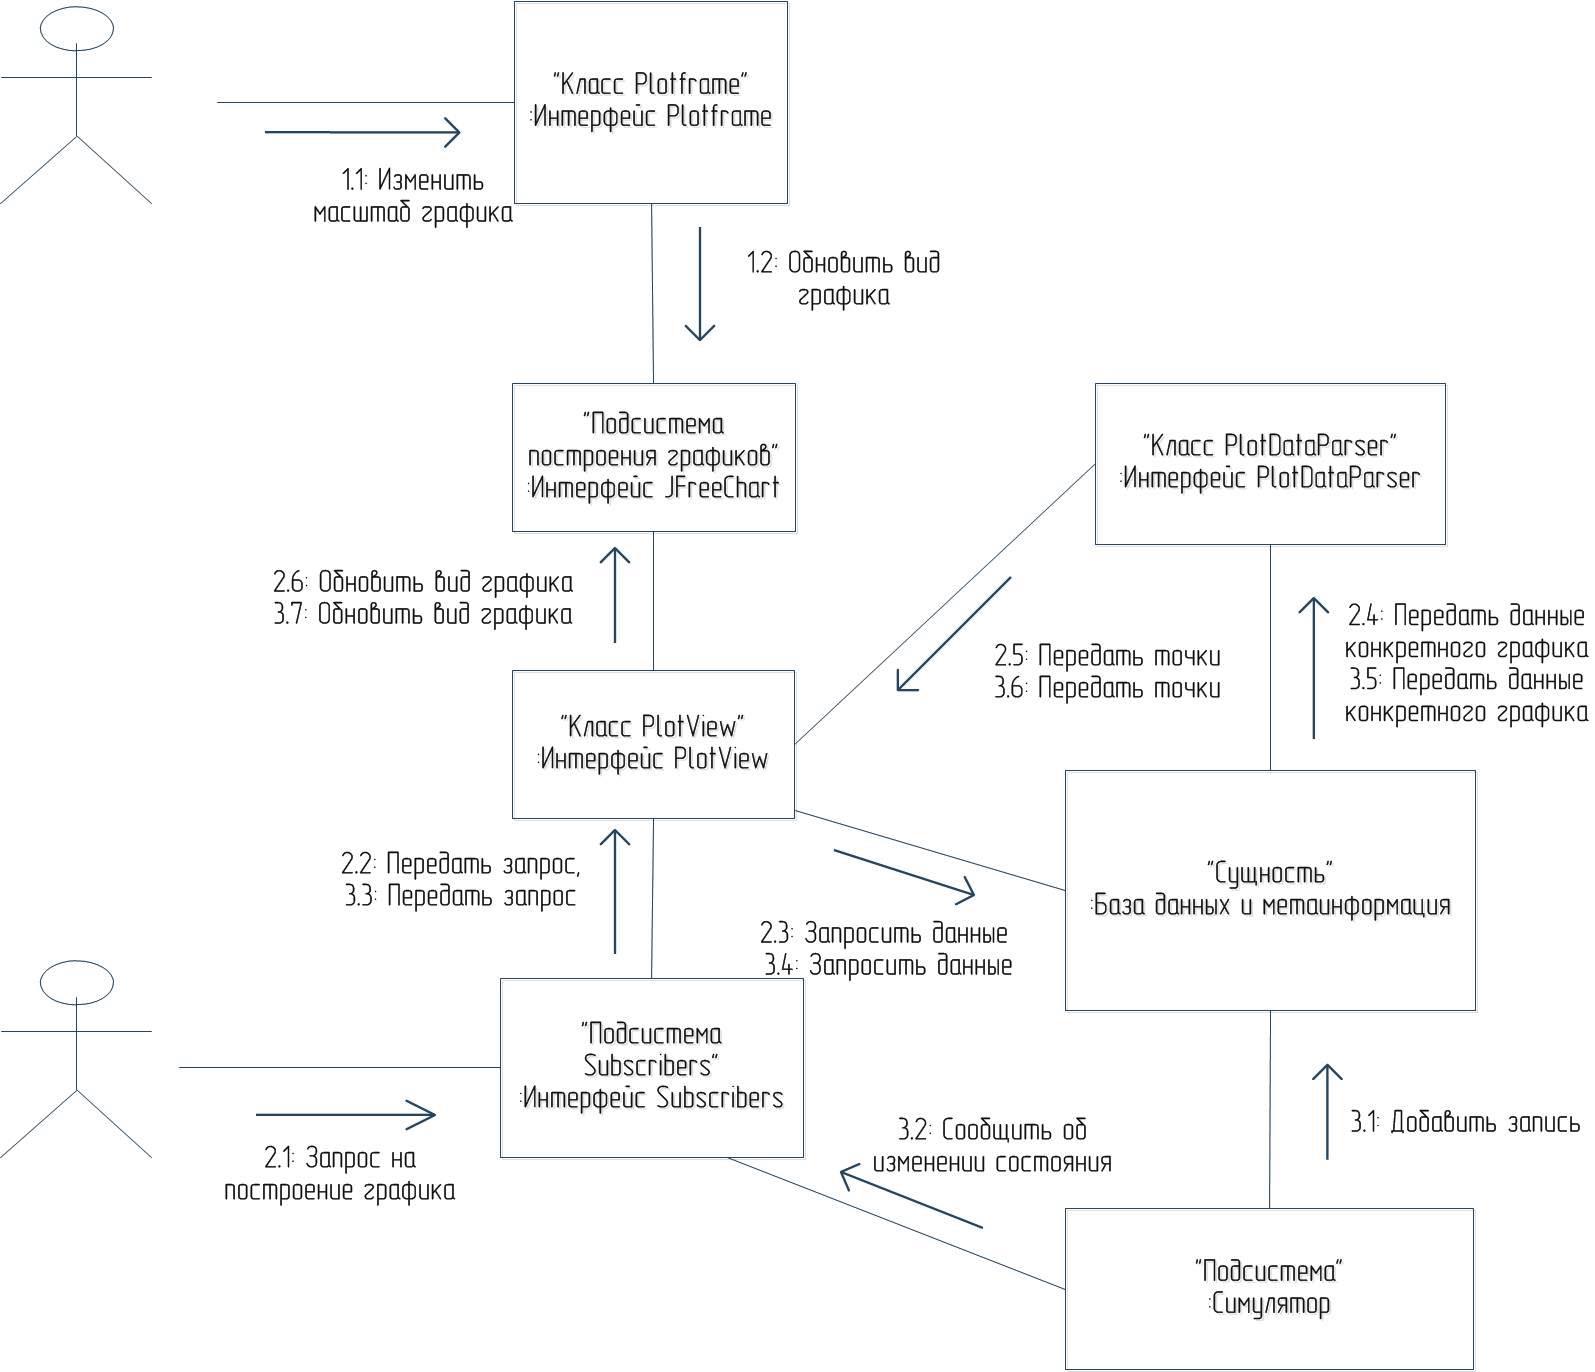 "Класс Plotframe"
:Интерфейс Plotframe
1.1: Изменить
масштаб графика
1.2: Обновить вид
графика
"Подсистема
построения графиков"
:Интерфейс JFreeChart
"Класс PlotDataParser"
:Интерфейс PlotDataParser
2.6: Обновить вид графика
3.7: Обновить вид графика
2.5: Передать точки
3.6: Передать точки
2.4: Передать данные
конкретного графика
3.5: Передать данные
конкретного графика
"Класс PlotView"
:Интерфейс PlotView
2.2: Передать запрос,
3.3: Передать запрос
2.3: Запросить данные
3.4: Запросить данные
"Сущность"
:База данных и метаинформация
"Подсистема
Subscribers"
:Интерфейс Subscribers
2.1: Запрос на
построение графика
3.2: Сообщить об
изменении состояния
3.1: Добавить запись
"Подсистема"
:Симулятор